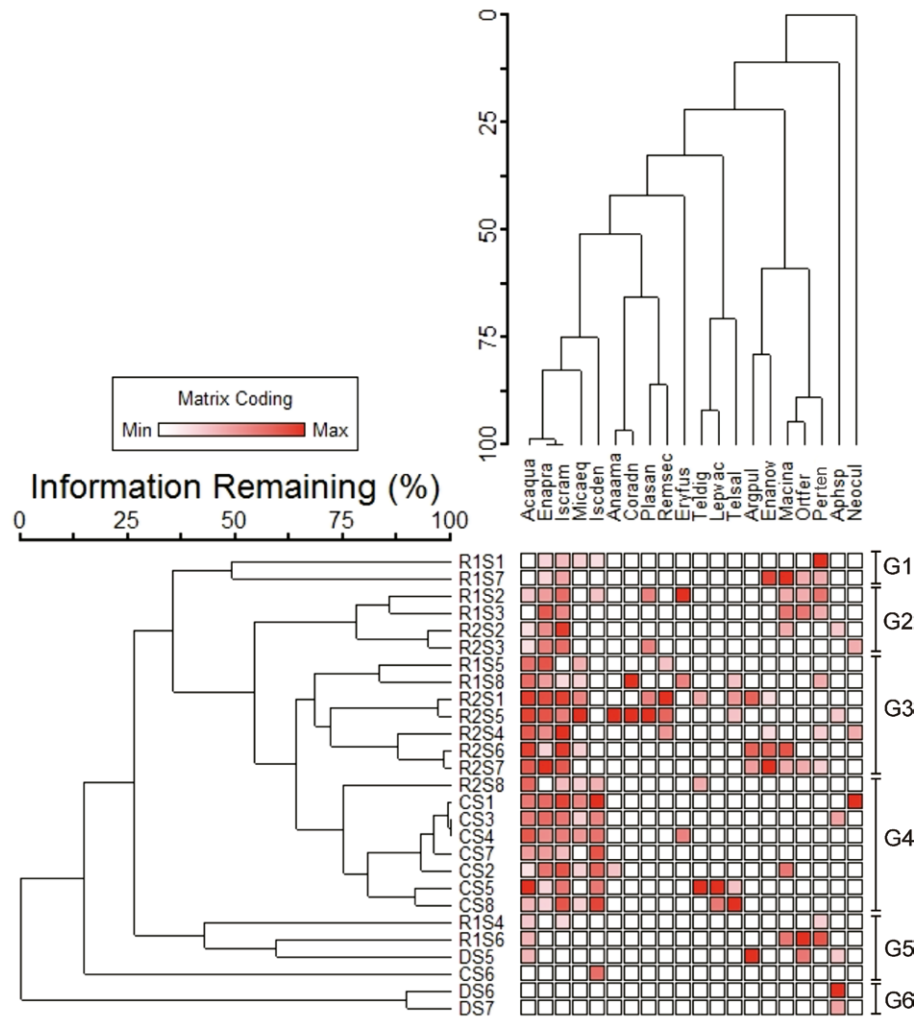 0
25
50
75
100
Matrix Coding
Min Max
Information Remaining (%)
0 25 50 75 100
Acaqua
Enapra
Iscram
Micaeq
Iscden
Anaama
Coradn
Plasan
Remsec
Eryfus
Teldig
Lepvac
Telsal
Argpul
Enanov
Macina
Ortfer
Perten
Aphsp
Neocul
R1S1
R1S7
R1S2
R1S3
R2S2
R2S3
R1S5
R1S8
R2S1
R2S5
R2S4
R2S6
R2S7
R2S8
CS1
CS3
CS4
CS7
CS2
CS5
CS8
R1S4
R1S6
DS5
CS6
DS6
DS7
G1
G2
G3
G4
G5
G6